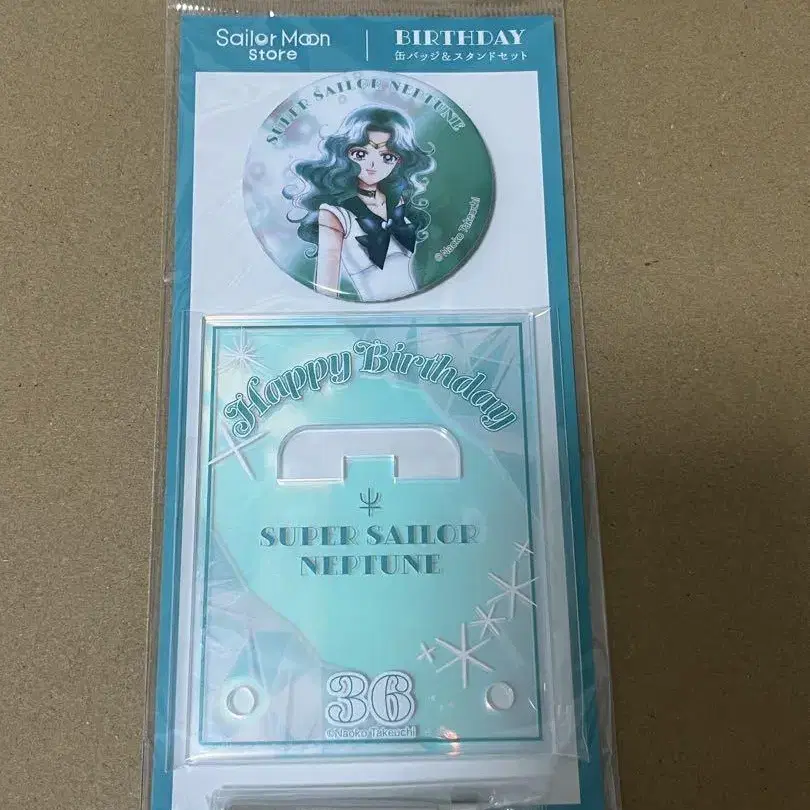 Sailor Moon
Store
BIRTHDAY
缶バッジ&スタンドセット
SUPER SAILOR NEPTUNE
©Naoko Takeuchi
Happy Birthday
SUPER SAILOR
NEPTUNE
36
©Naoko Takeuchi